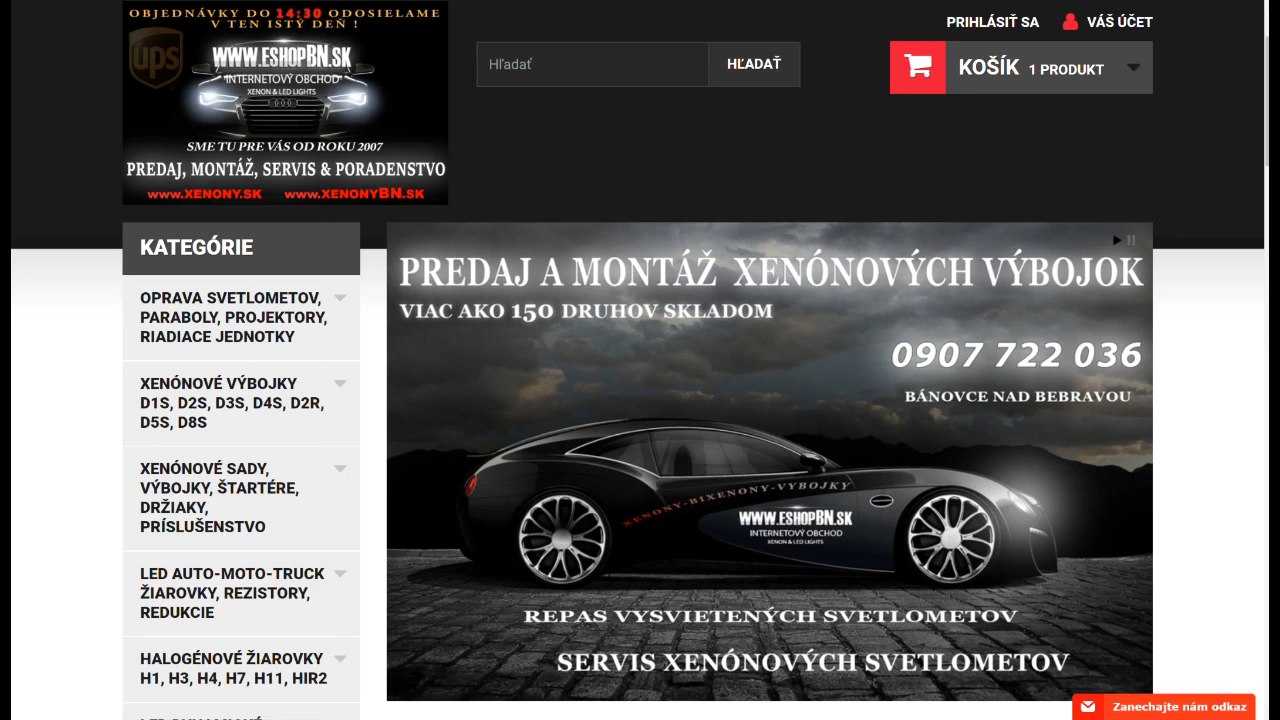 OBJEDNÁVKY DO 14:30 ODOSIELAME
V TEN ISTÝ DEŇ !
ups
WWW.ESHOPBN.SK
INTERNETOVÝ OBCHOD
XENON & LED LIGHTS
SME TU PRE VÁS OD ROKU 2007
PREDAJ, MONTÁŽ, SERVIS & PORADENSTVO
www.XENONY.SK www.XENONYBN.SK
Hľadať
HĽADAŤ
PRIHLÁSIŤ SA VÁŠ ÚČET
KOŠÍK 1 PRODUKT
KATEGÓRIE
OPRAVA SVETLOMETOV,
PARABOLY, PROJEKTORY,
RIADIACE JEDNOTKY
XENÓNOVÉ VÝBOJKY
D1S, D2S, D3S, D4S, D2R,
D5S, D8S
XENÓNOVÉ SADY,
VÝBOJKY, ŠTARTÉRE,
DRŽIAKY,
PRÍSLUŠENSTVO
LED AUTO-MOTO-TRUCK
ŽIAROVKY, REZISTORY,
REDUKCIE
HALOGÉNOVÉ ŽIAROVKY
H1, H3, H4, H7, H11, HIR2
PREDAJ A MONTÁŽ XENÓNOVÝCH VÝBOJOK
VIAC AKO 150 DRUHOV SKLADOM
0907 722 036
BÁNOVCE NAD BEBRAVOU
XENONY-BIXENONY-VYBOJKY
WWW.ESHOPBN.SK
INTERNETOVÝ OBCHOD
XENON & LED LIGHTS
REPAS VYSVIETENÝCH SVETLOMETOV
SERVIS XENÓNOVÝCH SVETLOMETOV
Zanechajte nám odkaz